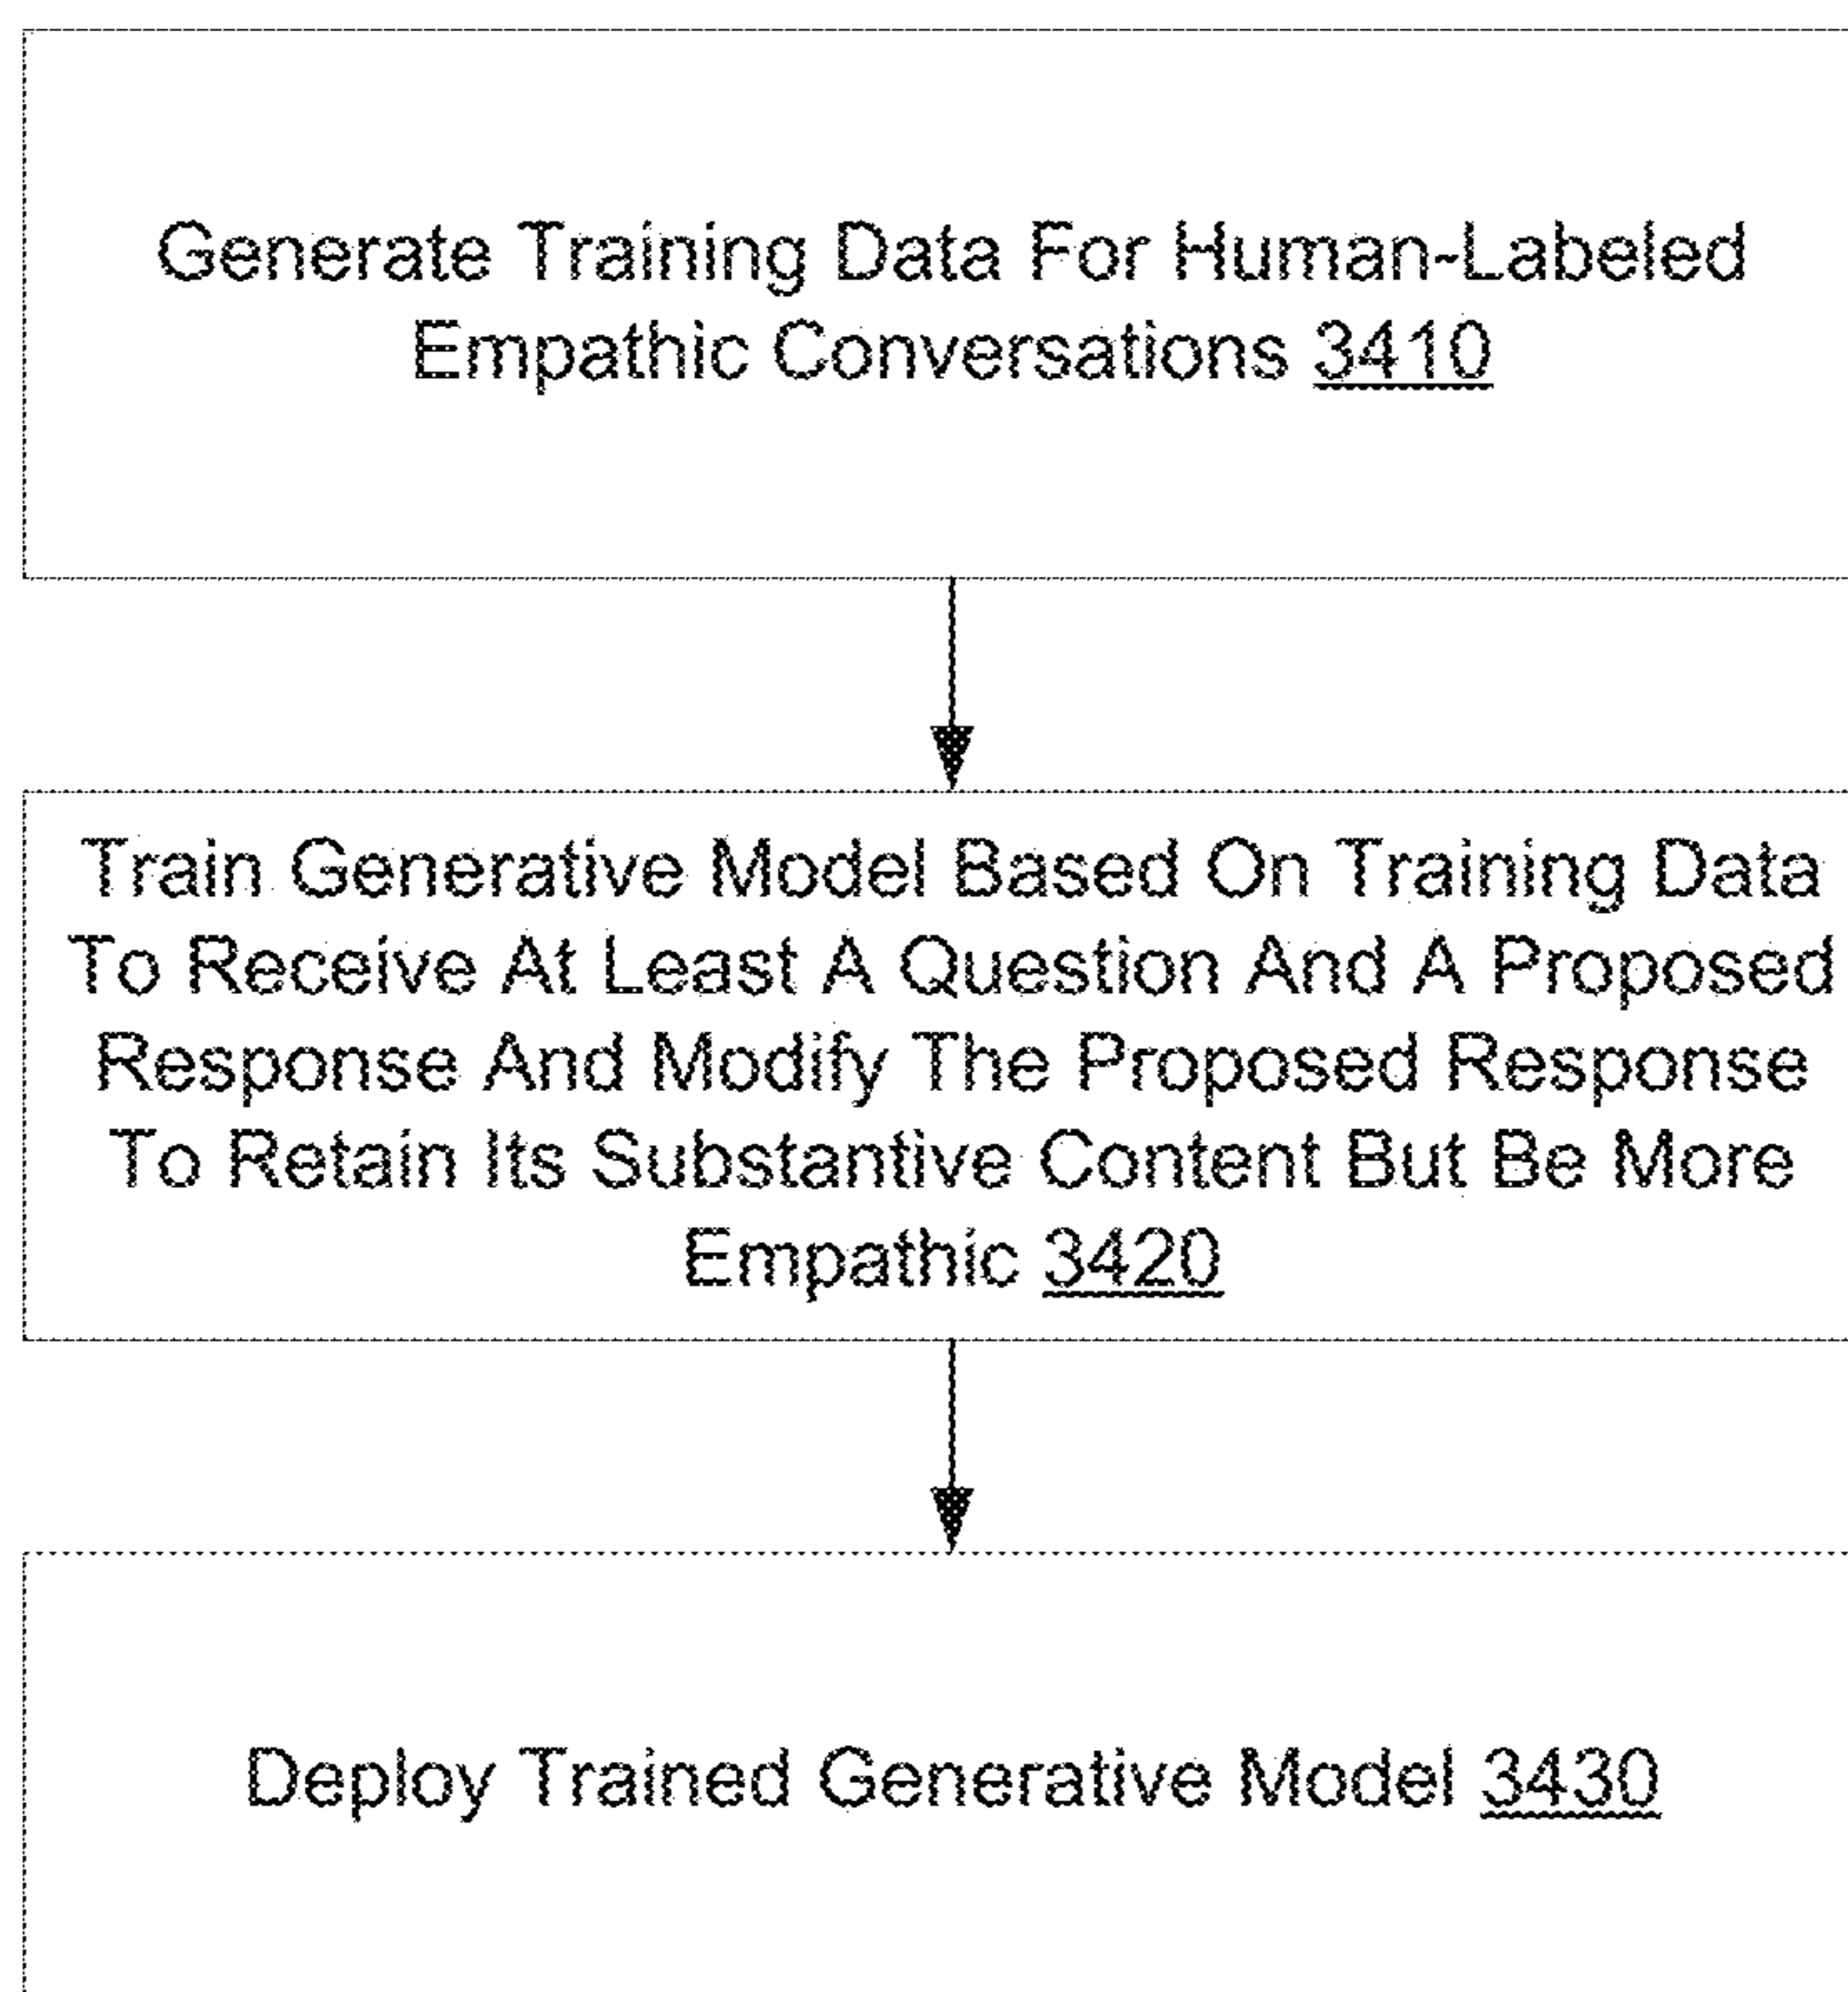 Generate Training Data For Human-Labeled
Empathic Conversations 3410
Train Generative Model Based On Training Data
To Receive At Least A Question And A Proposed
Response And Modify The Proposed Response
To Retain Its Substantive Content But Be More
Empathic 3420
Deploy Trained Generative Model 3430